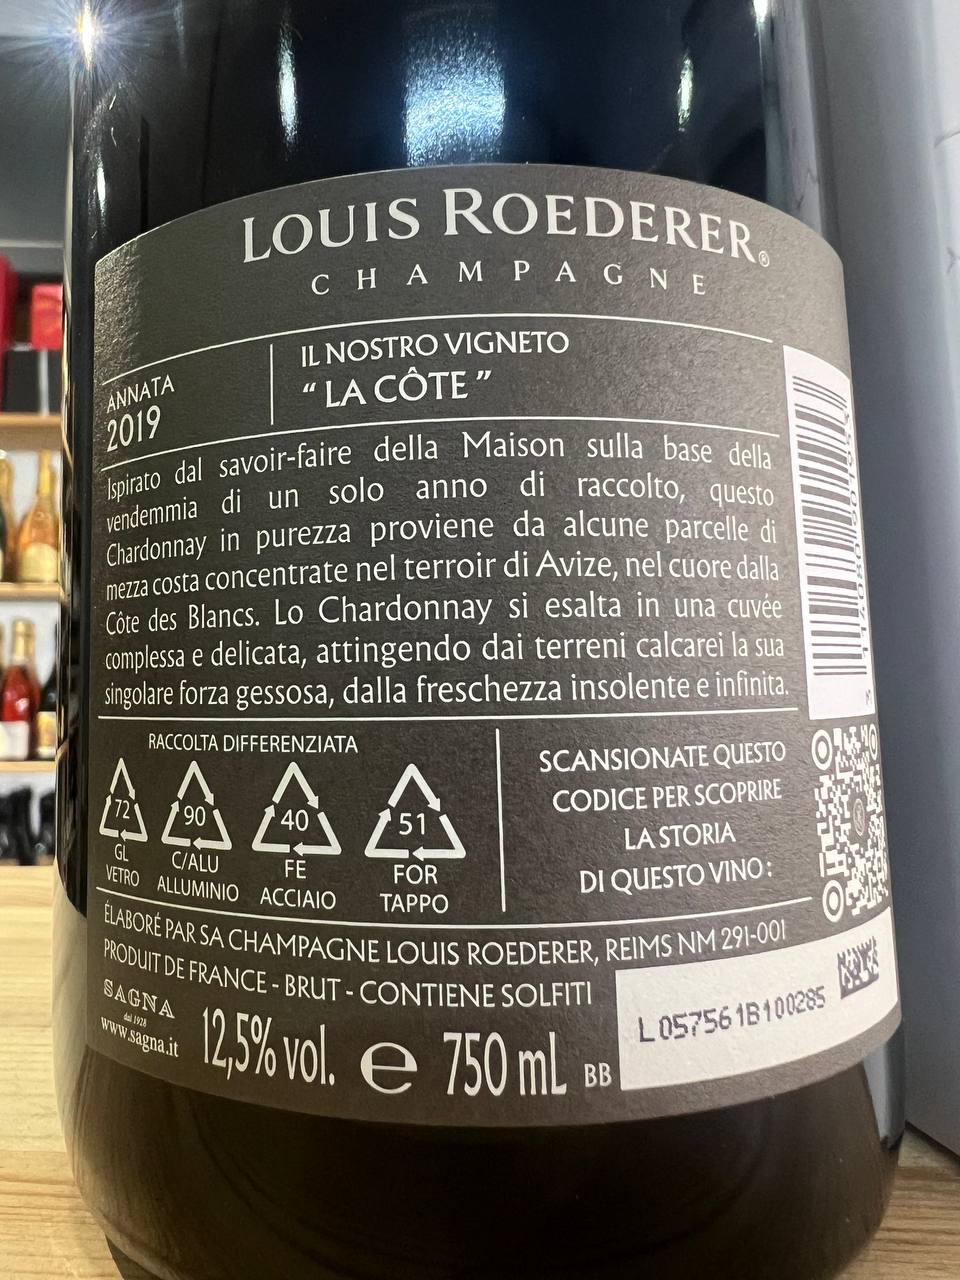 LOUIS ROEDERER®
CHAMPAGNE
ANNATA
2019
IL NOSTRO VIGNETO
“ LA CÔTE ”
Ispirato dal savoir-faire della Maison sulla base della
vendemmia di un solo anno di raccolto, questo
Chardonnay in purezza proviene da alcune parcelle di
mezza costa concentrate nel terroir di Avize, nel cuore dalla
Côte des Blancs. Lo Chardonnay si esalta in una cuvée
complessa e delicata, attingendo dai terreni calcarei la sua
singolare forza gessosa, dalla freschezza insolente e infinita.
RACCOLTA DIFFERENZIATA
72 90 40 51
GL C/ALU FE FOR
VETRO ALLUMINIO ACCIAIO TAPPO
SCANSIONATE QUESTO
CODICE PER SCOPRIRE
LA STORIA
DI QUESTO VINO :
ÉLABORÉ PAR SA CHAMPAGNE LOUIS ROEDERER, REIMS NM 291-001
PRODUIT DE FRANCE - BRUT - CONTIENE SOLFITI
SAGNA
dal 1928
www.sagna.it
12,5% vol. e 750 mL BB
L057561B100285